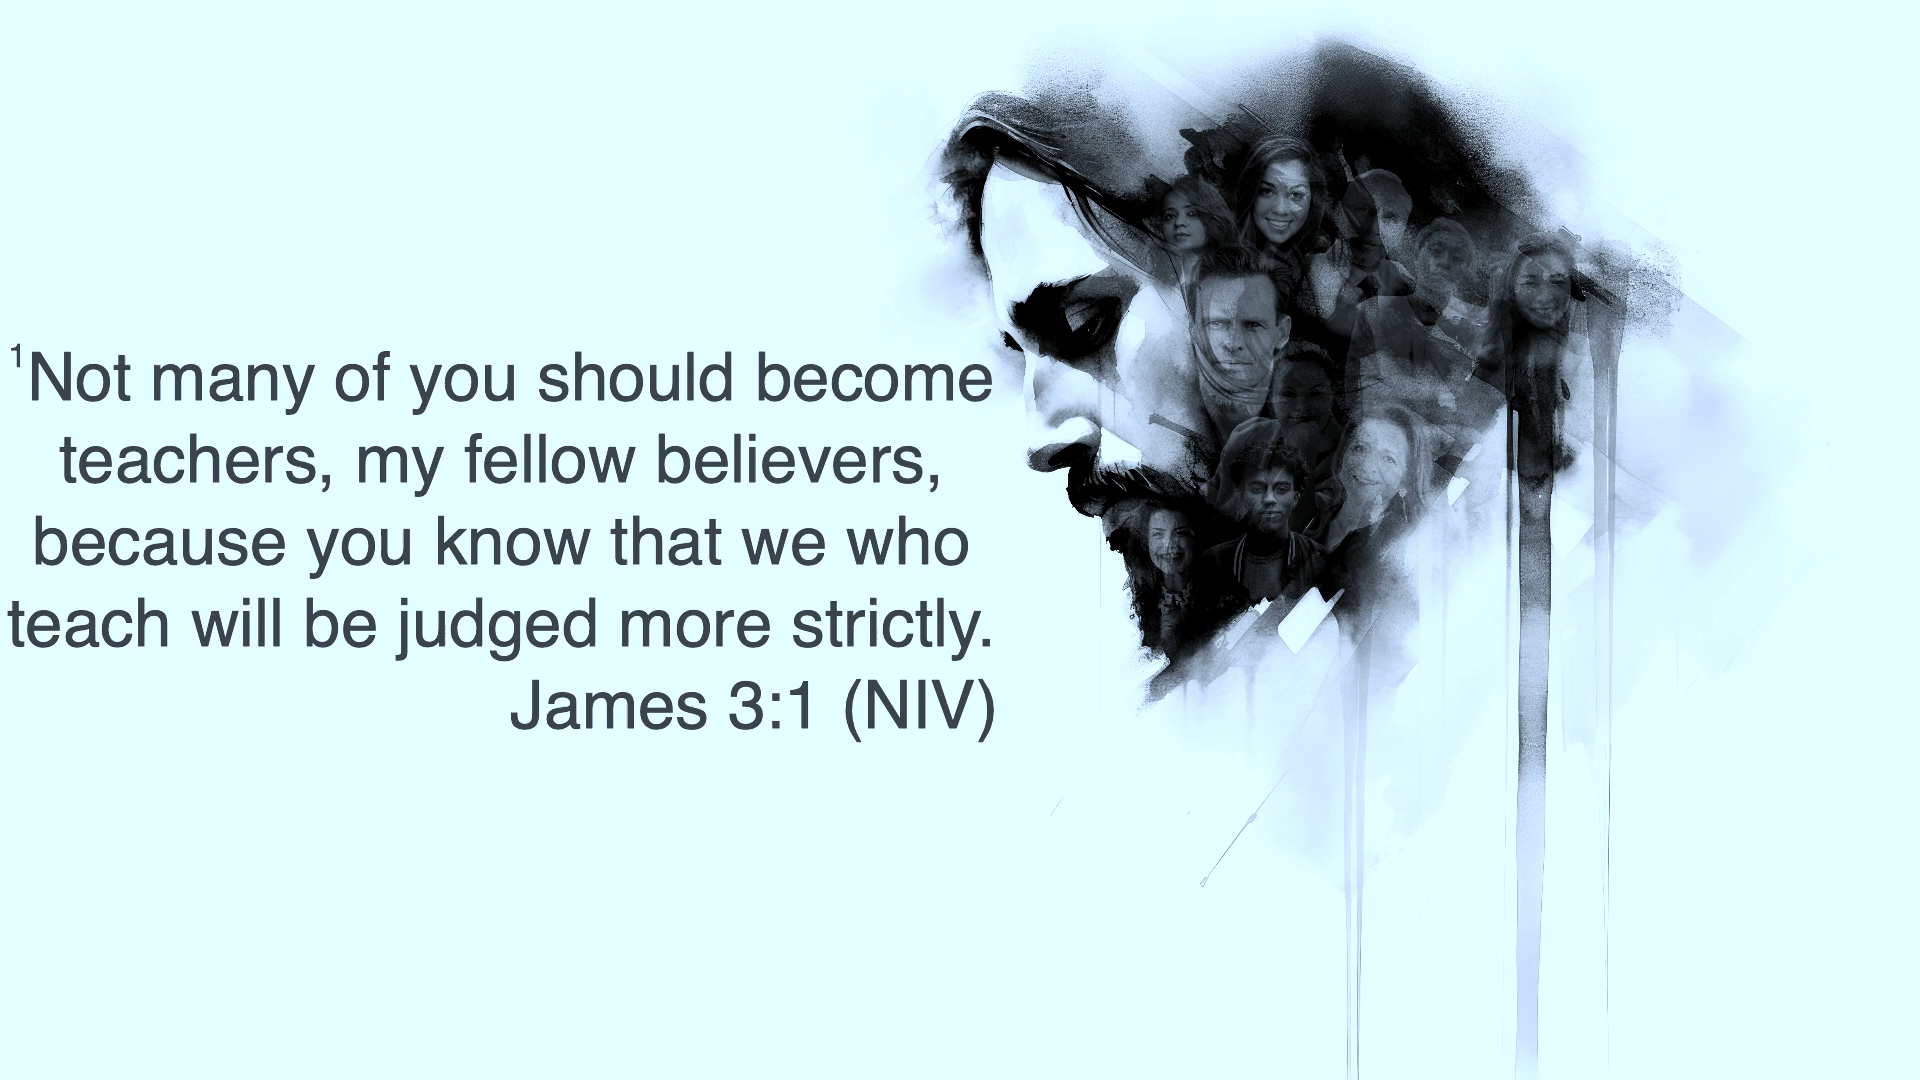 1Not many of you should become
teachers, my fellow believers,
because you know that we who
teach will be judged more strictly.
James 3:1 (NIV)